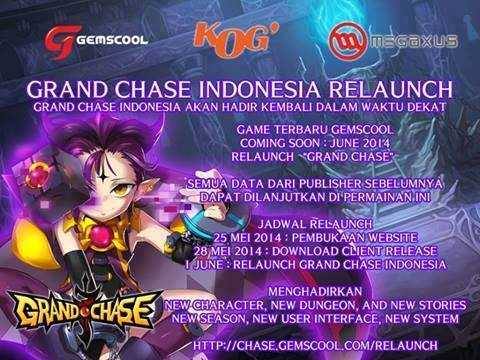 GEMSCOOL
KOG
MEGAXUS
GRAND CHASE INDONESIA RELAUNCH
GRAND CHASE INDONESIA AKAN HADIR KEMBALI DALAM WAKTU DEKAT
GAME TERBARU GEMSCOOL
COMING SOON : JUNE 2014
RELAUNCH "GRAND CHASE"
SEMUA DATA DARI PUBLISHER SEBELUMNYA
DAPAT DILANJUTKAN DI PERMAINAN INI
JADWAL RELAUNCH
25 MEI 2014 : PEMBUKAAN WEBSITE
28 MEI 2014 : DOWNLOAD CLIENT RELEASE
1 JUNE : RELAUNCH GRAND CHASE INDONESIA
GRAND CHASE
MENGHADIRKAN
NEW CHARACTER, NEW DUNGEON, AND NEW STORIES
NEW SEASON, NEW USER INTERFACE, NEW SYSTEM
HTTP://CHASE.GEMSCOOL.COM/RELAUNCH